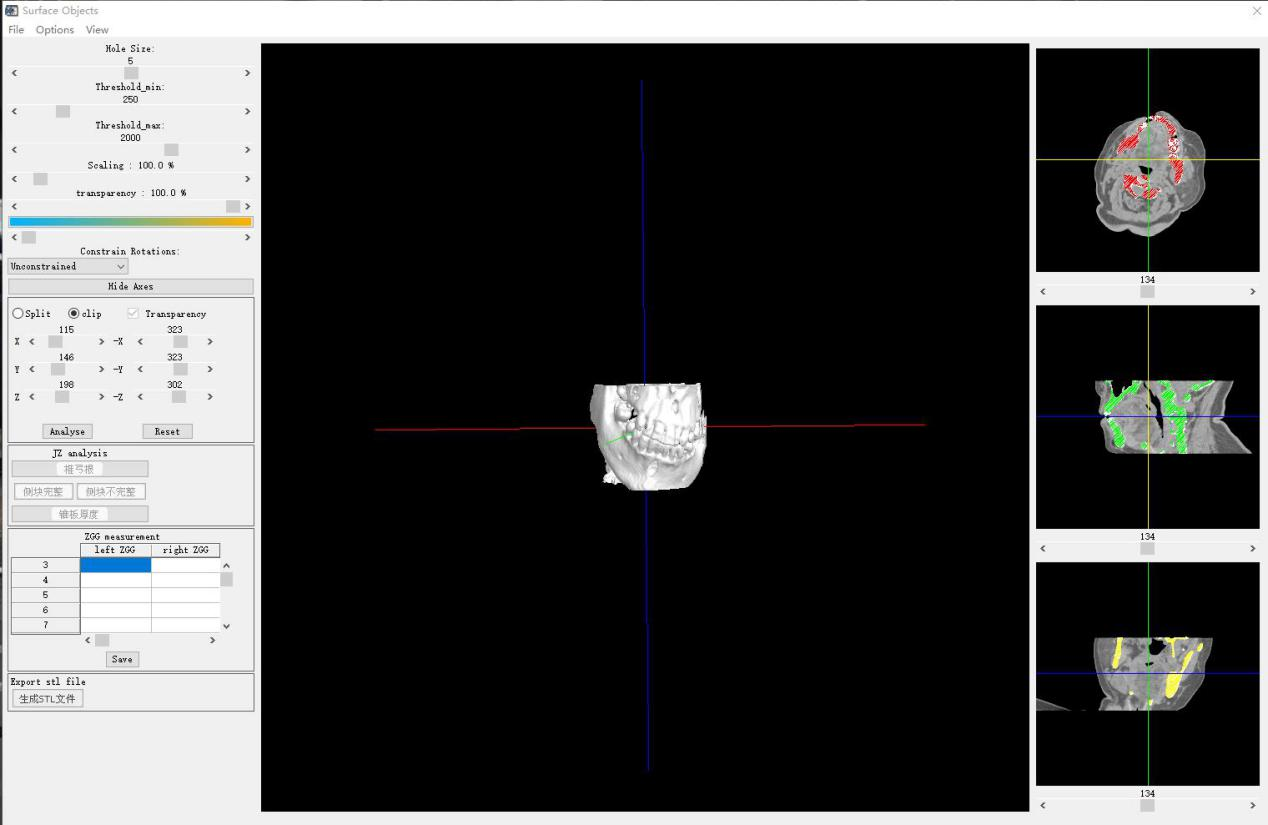 Surface Objects
File Options View
Hole Size:
5
Threshold_min:
250
Threshold_max:
2000
Scaling : 100.0 %
transparency : 100.0 %
Constrain Rotations:
Unconstrained
Hide Axes
Split clip Transparency
115 323
X -X
146 323
Y -Y
198 302
Z -Z
Analyse Reset
JZ analysis
椎弓根
侧块完整 侧块不完整
锥板厚度
ZGG measurement
left ZGG right ZGG
3
4
5
6
7
Save
Export stl file
生成STL文件
134
134
134